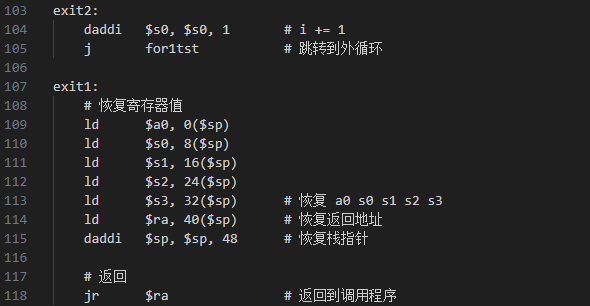 103 exit2:
104     daddi   $s0, $s0, 1     # i += 1
105     j       for1tst         # 跳转到外循环
106
107 exit1:
108     # 恢复寄存器值
109     ld      $a0, 0($sp)
110     ld      $s0, 8($sp)
111     ld      $s1, 16($sp)
112     ld      $s2, 24($sp)
113     ld      $s3, 32($sp)    # 恢复 a0 s0 s1 s2 s3
114     ld      $ra, 40($sp)    # 恢复返回地址
115     daddi   $sp, $sp, 48    # 恢复栈指针
116
117     # 返回
118     jr      $ra             # 返回到调用程序